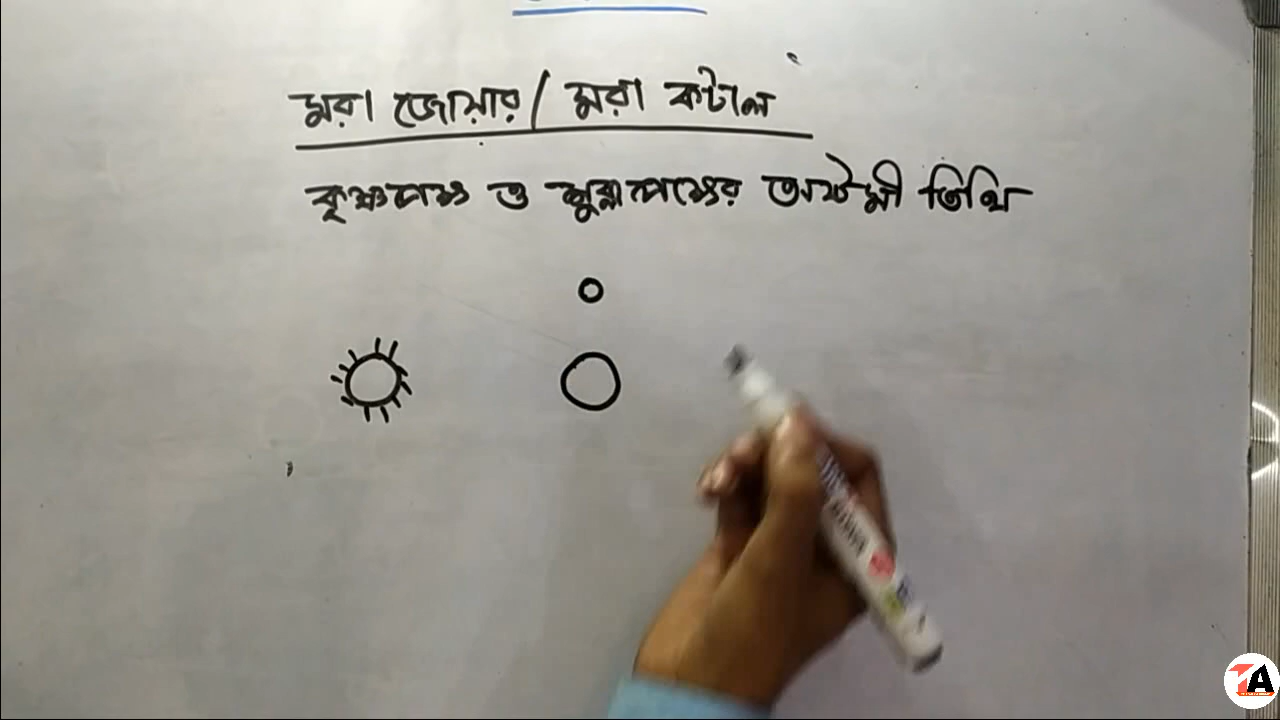 মরা জোয়ার / মরা কটাল
কৃষ্ণপক্ষ ও শুক্লপক্ষের অষ্টমী তিথি